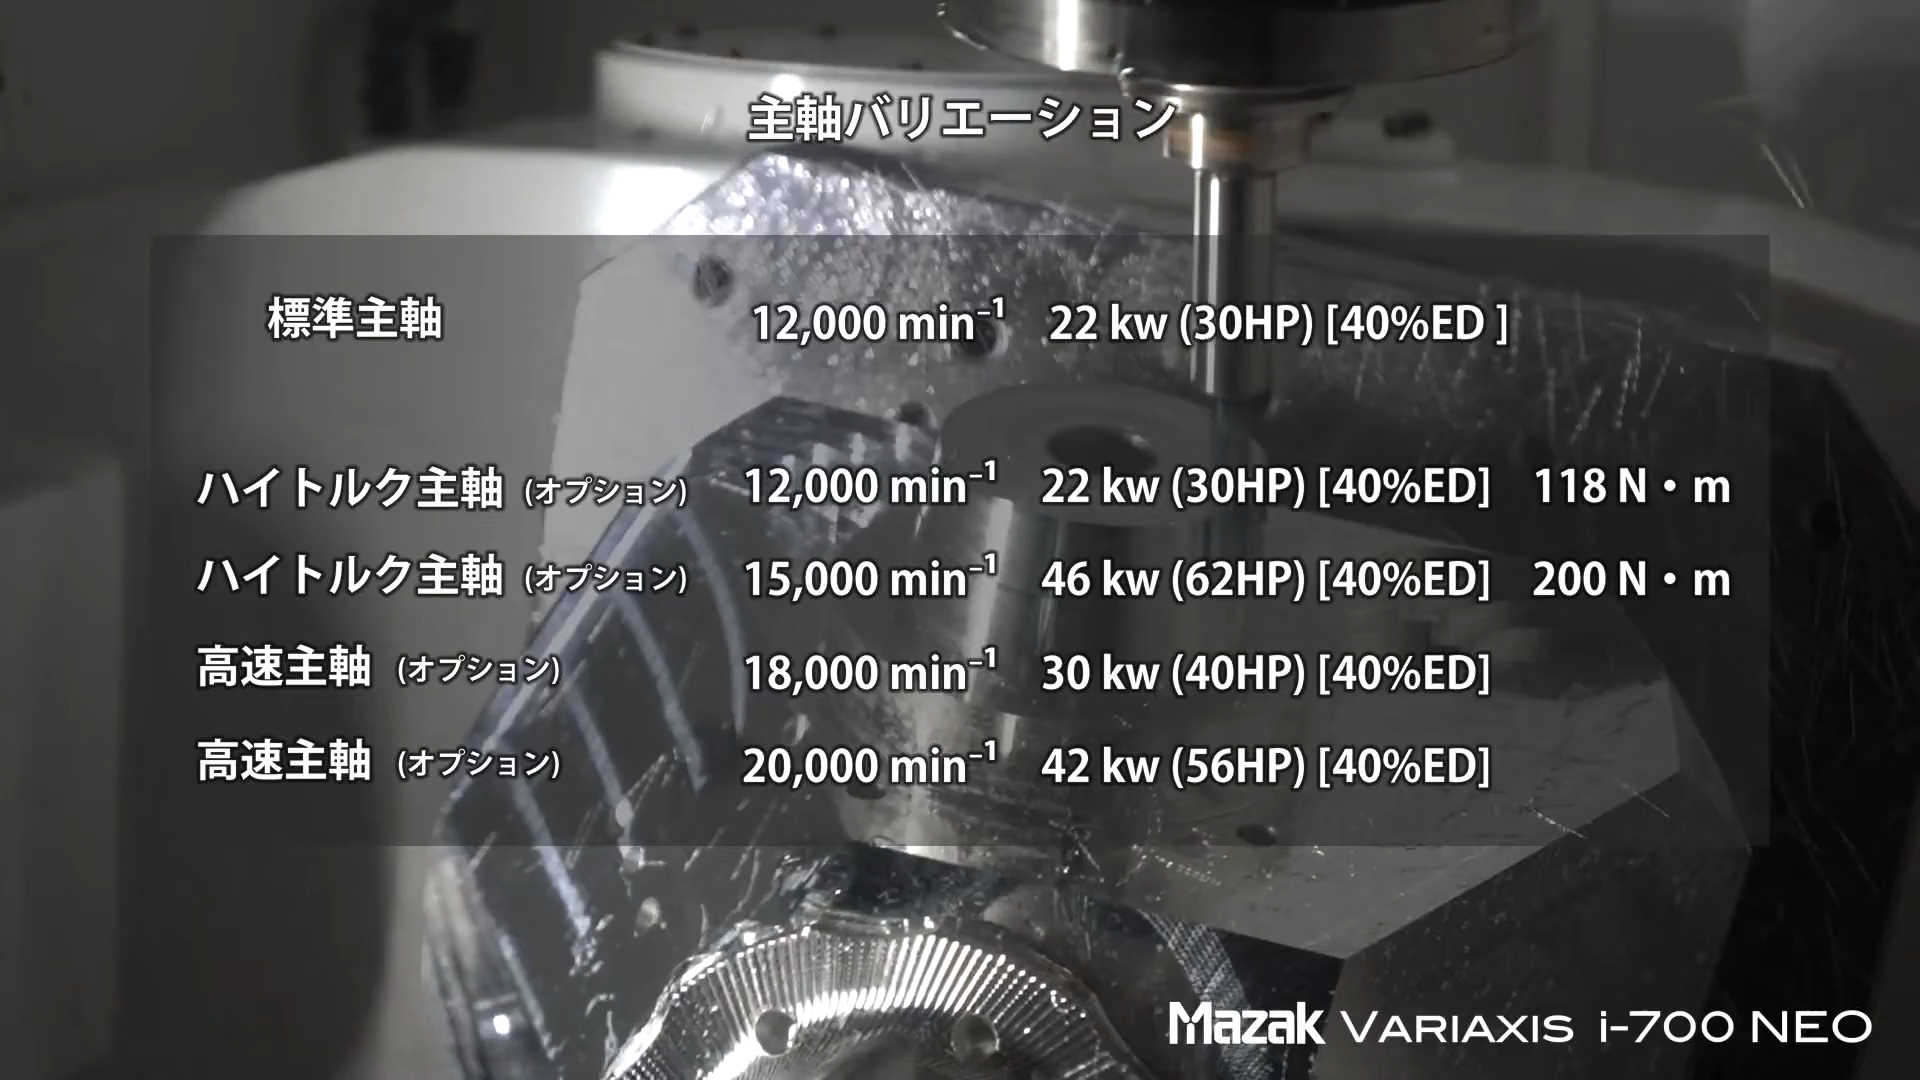 主軸バリエーション
標準主軸 12,000 min⁻¹ 22 kw (30HP) [40%ED ]
ハイトルク主軸 (オプション) 12,000 min⁻¹ 22 kw (30HP) [40%ED] 118 N・m
ハイトルク主軸 (オプション) 15,000 min⁻¹ 46 kw (62HP) [40%ED] 200 N・m
高速主軸 (オプション) 18,000 min⁻¹ 30 kw (40HP) [40%ED]
高速主軸 (オプション) 20,000 min⁻¹ 42 kw (56HP) [40%ED]
Mazak VARIAXIS i-700 NEO